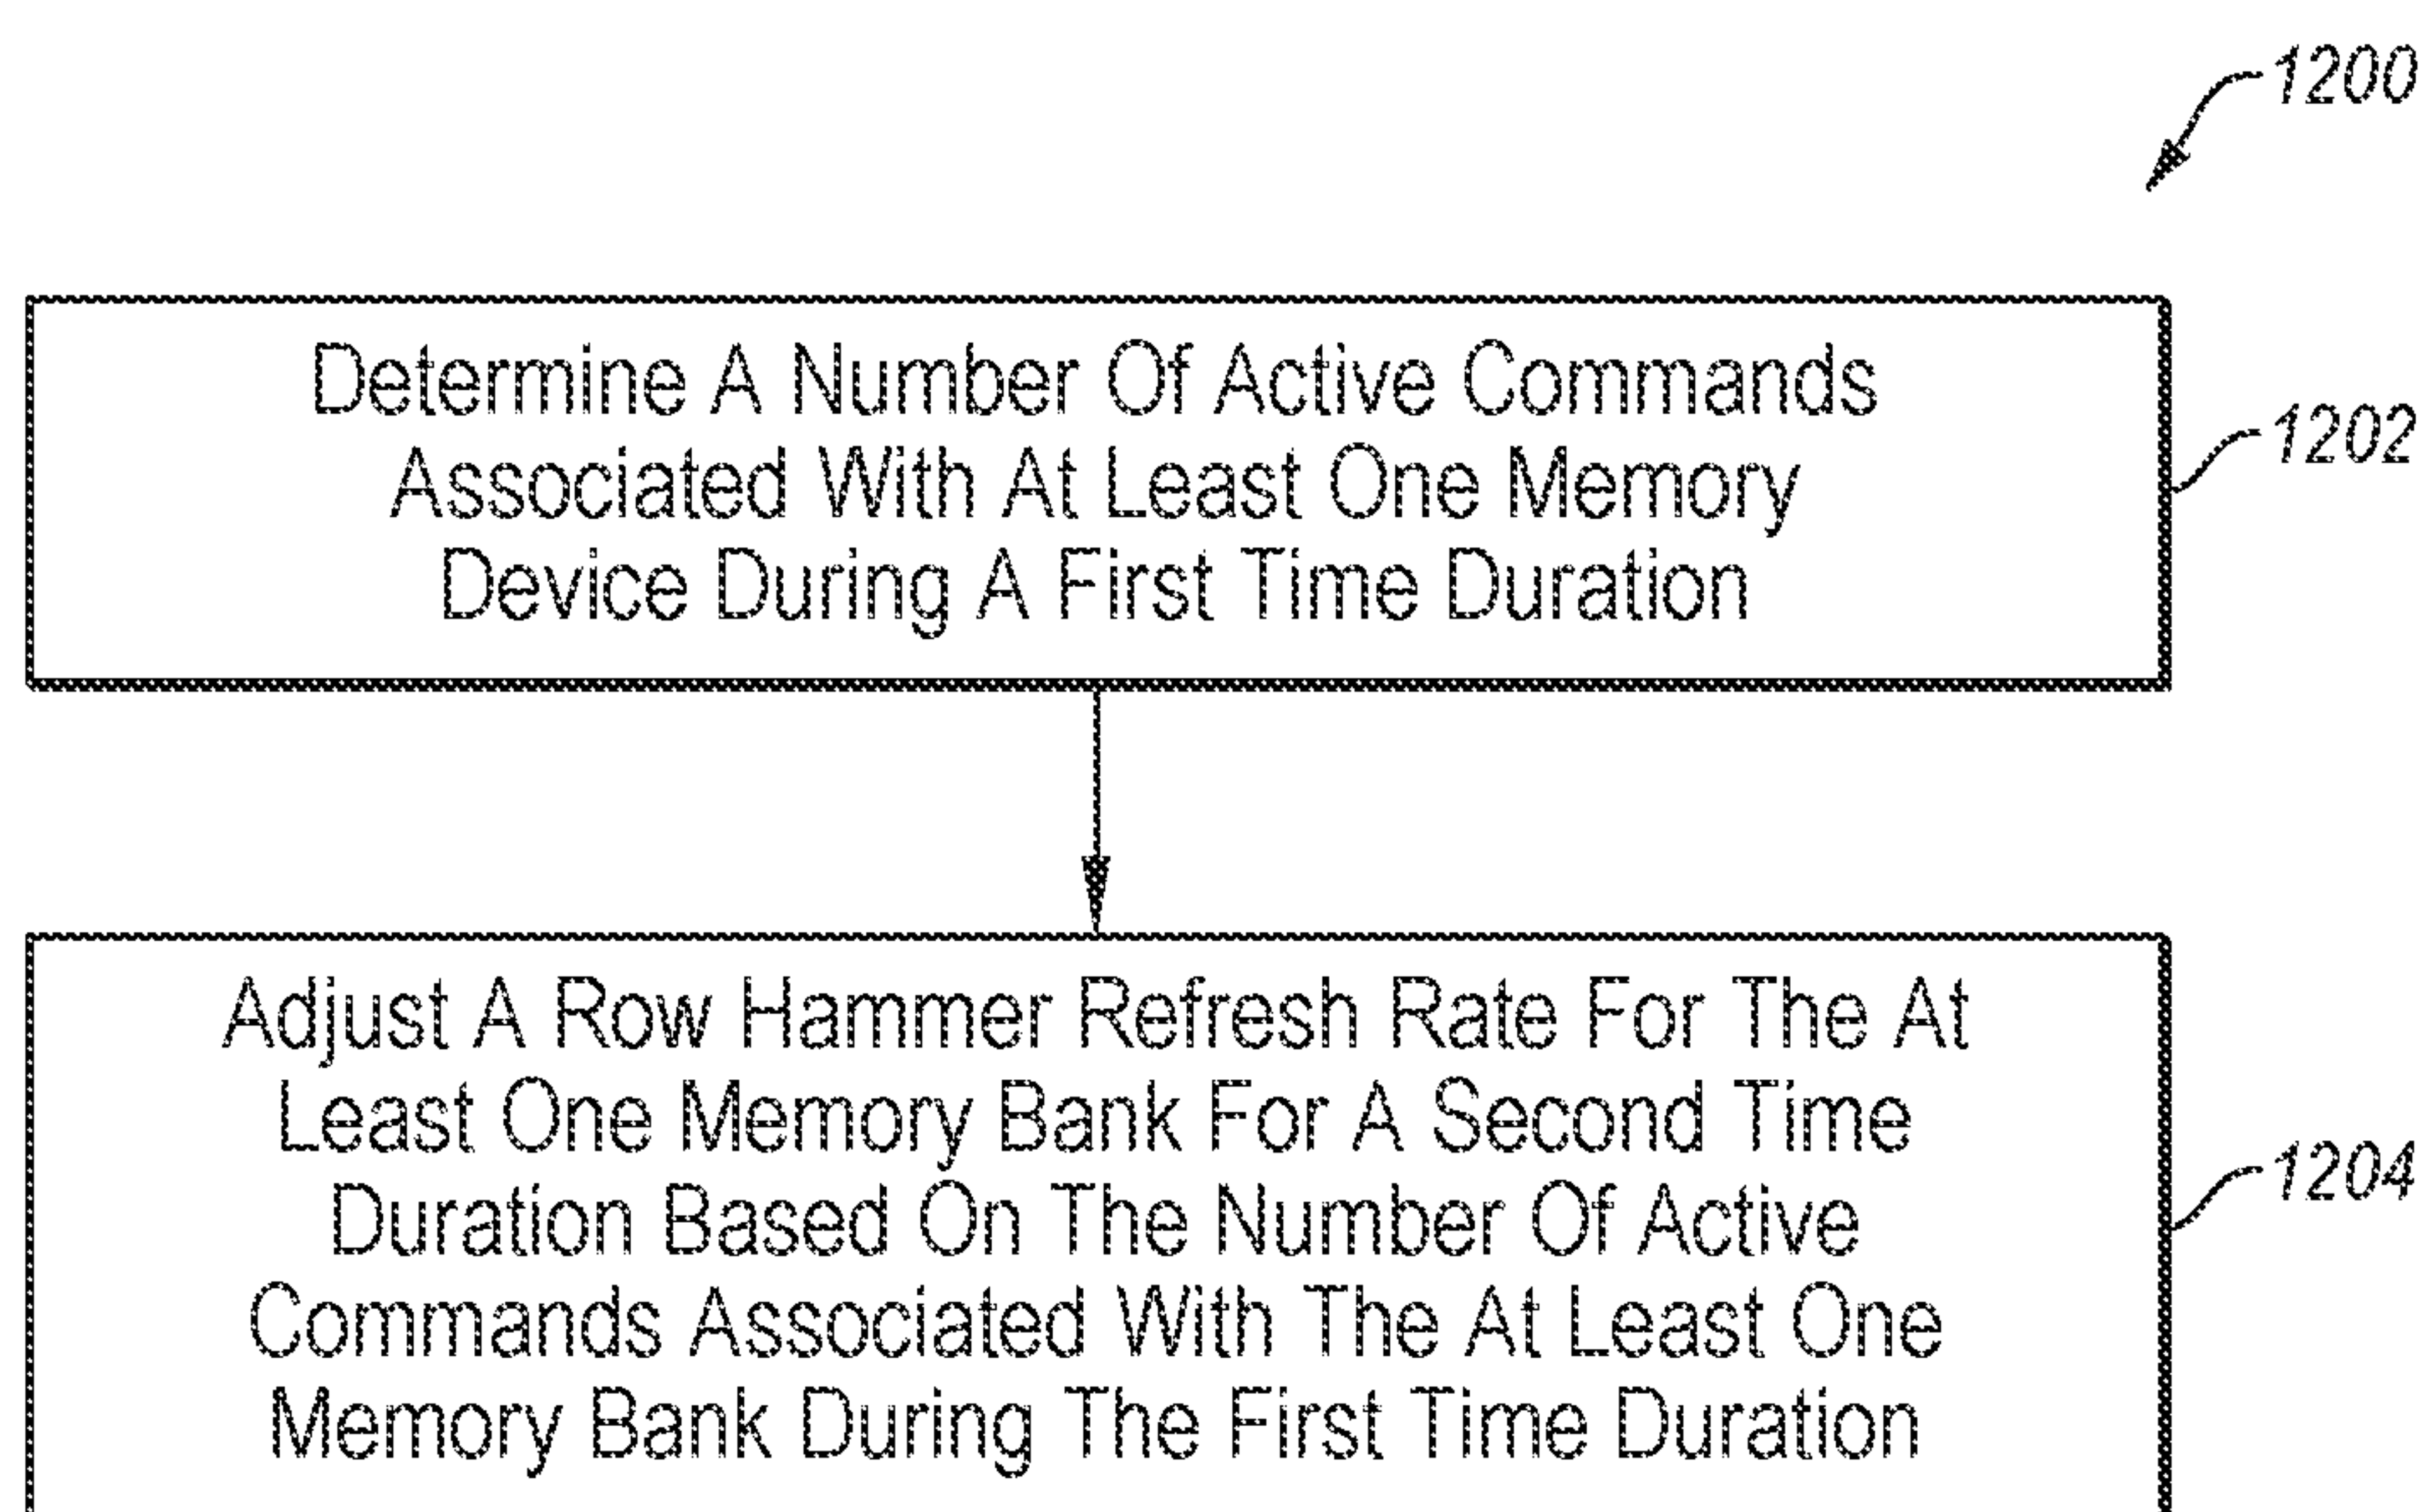 1200
Determine A Number Of Active Commands
Associated With At Least One Memory
Device During A First Time Duration
1202
Adjust A Row Hammer Refresh Rate For The At
Least One Memory Bank For A Second Time
Duration Based On The Number Of Active
Commands Associated With The At Least One
Memory Bank During The First Time Duration
1204